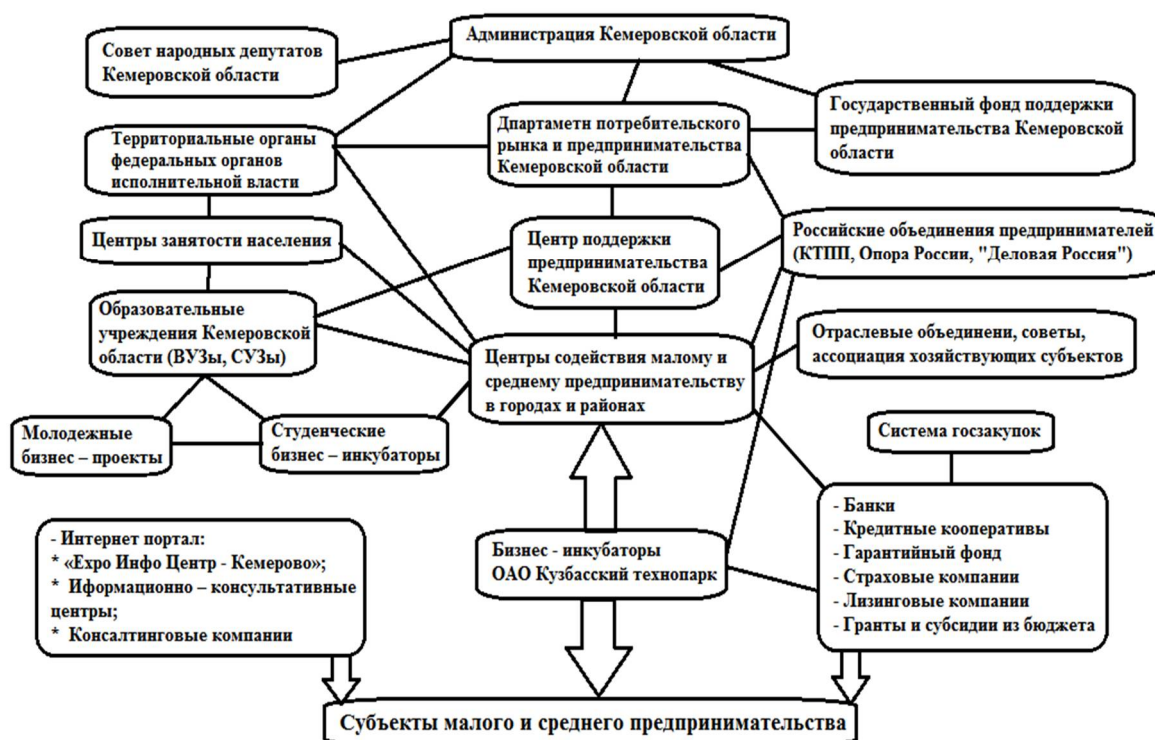 Администрация Кемеровской области
Совет народных депутатов
Кемеровской области
Государственный фонд поддержки
предпринимательства Кемеровской
области
Территориальные органы
федеральных органов
исполнительной власти
Дпартаметн потребительского
рынка и предпринимательства
Кемеровской области
Центры занятости населения
Центр поддержки
предпринимательства
Кемеровской области
Российские объединения предпринимателей
(КТПП, Опора России, "Деловая Россия")
Образовательные
учреждения Кемеровской
области (ВУЗы, СУЗы)
Центры содействия малому и
среднему предпринимательству
в городах и районах
Отраслевые объединени, советы,
ассоциация хозяйствующих субъектов
Молодежные
бизнес – проекты
Студенческие
бизнес – инкубаторы
Система госзакупок
- Интернет портал:
* «Ехро Инфо Центр - Кемерово»;
* Иформационно – консультативные
центры;
* Консалтинговые компании
Бизнес - инкубаторы
ОАО Кузбасский технопарк
- Банки
- Кредитные кооперативы
- Гарантийный фонд
- Страховые компании
- Лизинговые компании
- Гранты и субсидии из бюджета
Субъекты малого и среднего предпринимательства